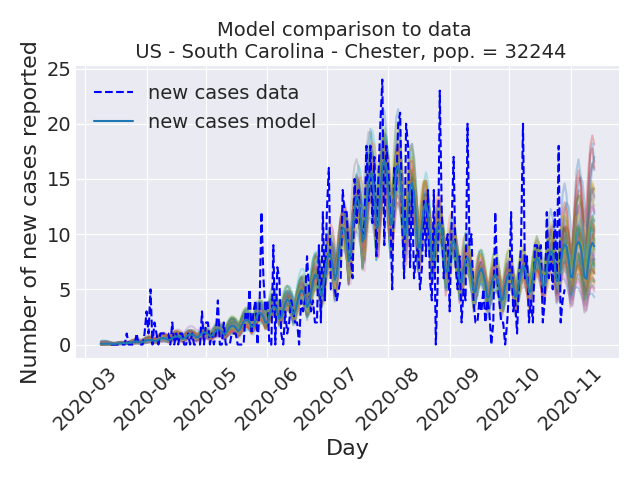 Model comparison to data
US - South Carolina - Chester, pop. = 32244
Number of new cases reported
25
20
15
10
5
0
new cases data
new cases model
2020-03
2020-04
2020-05
2020-06
2020-07
2020-08
2020-09
2020-10
2020-11
Day